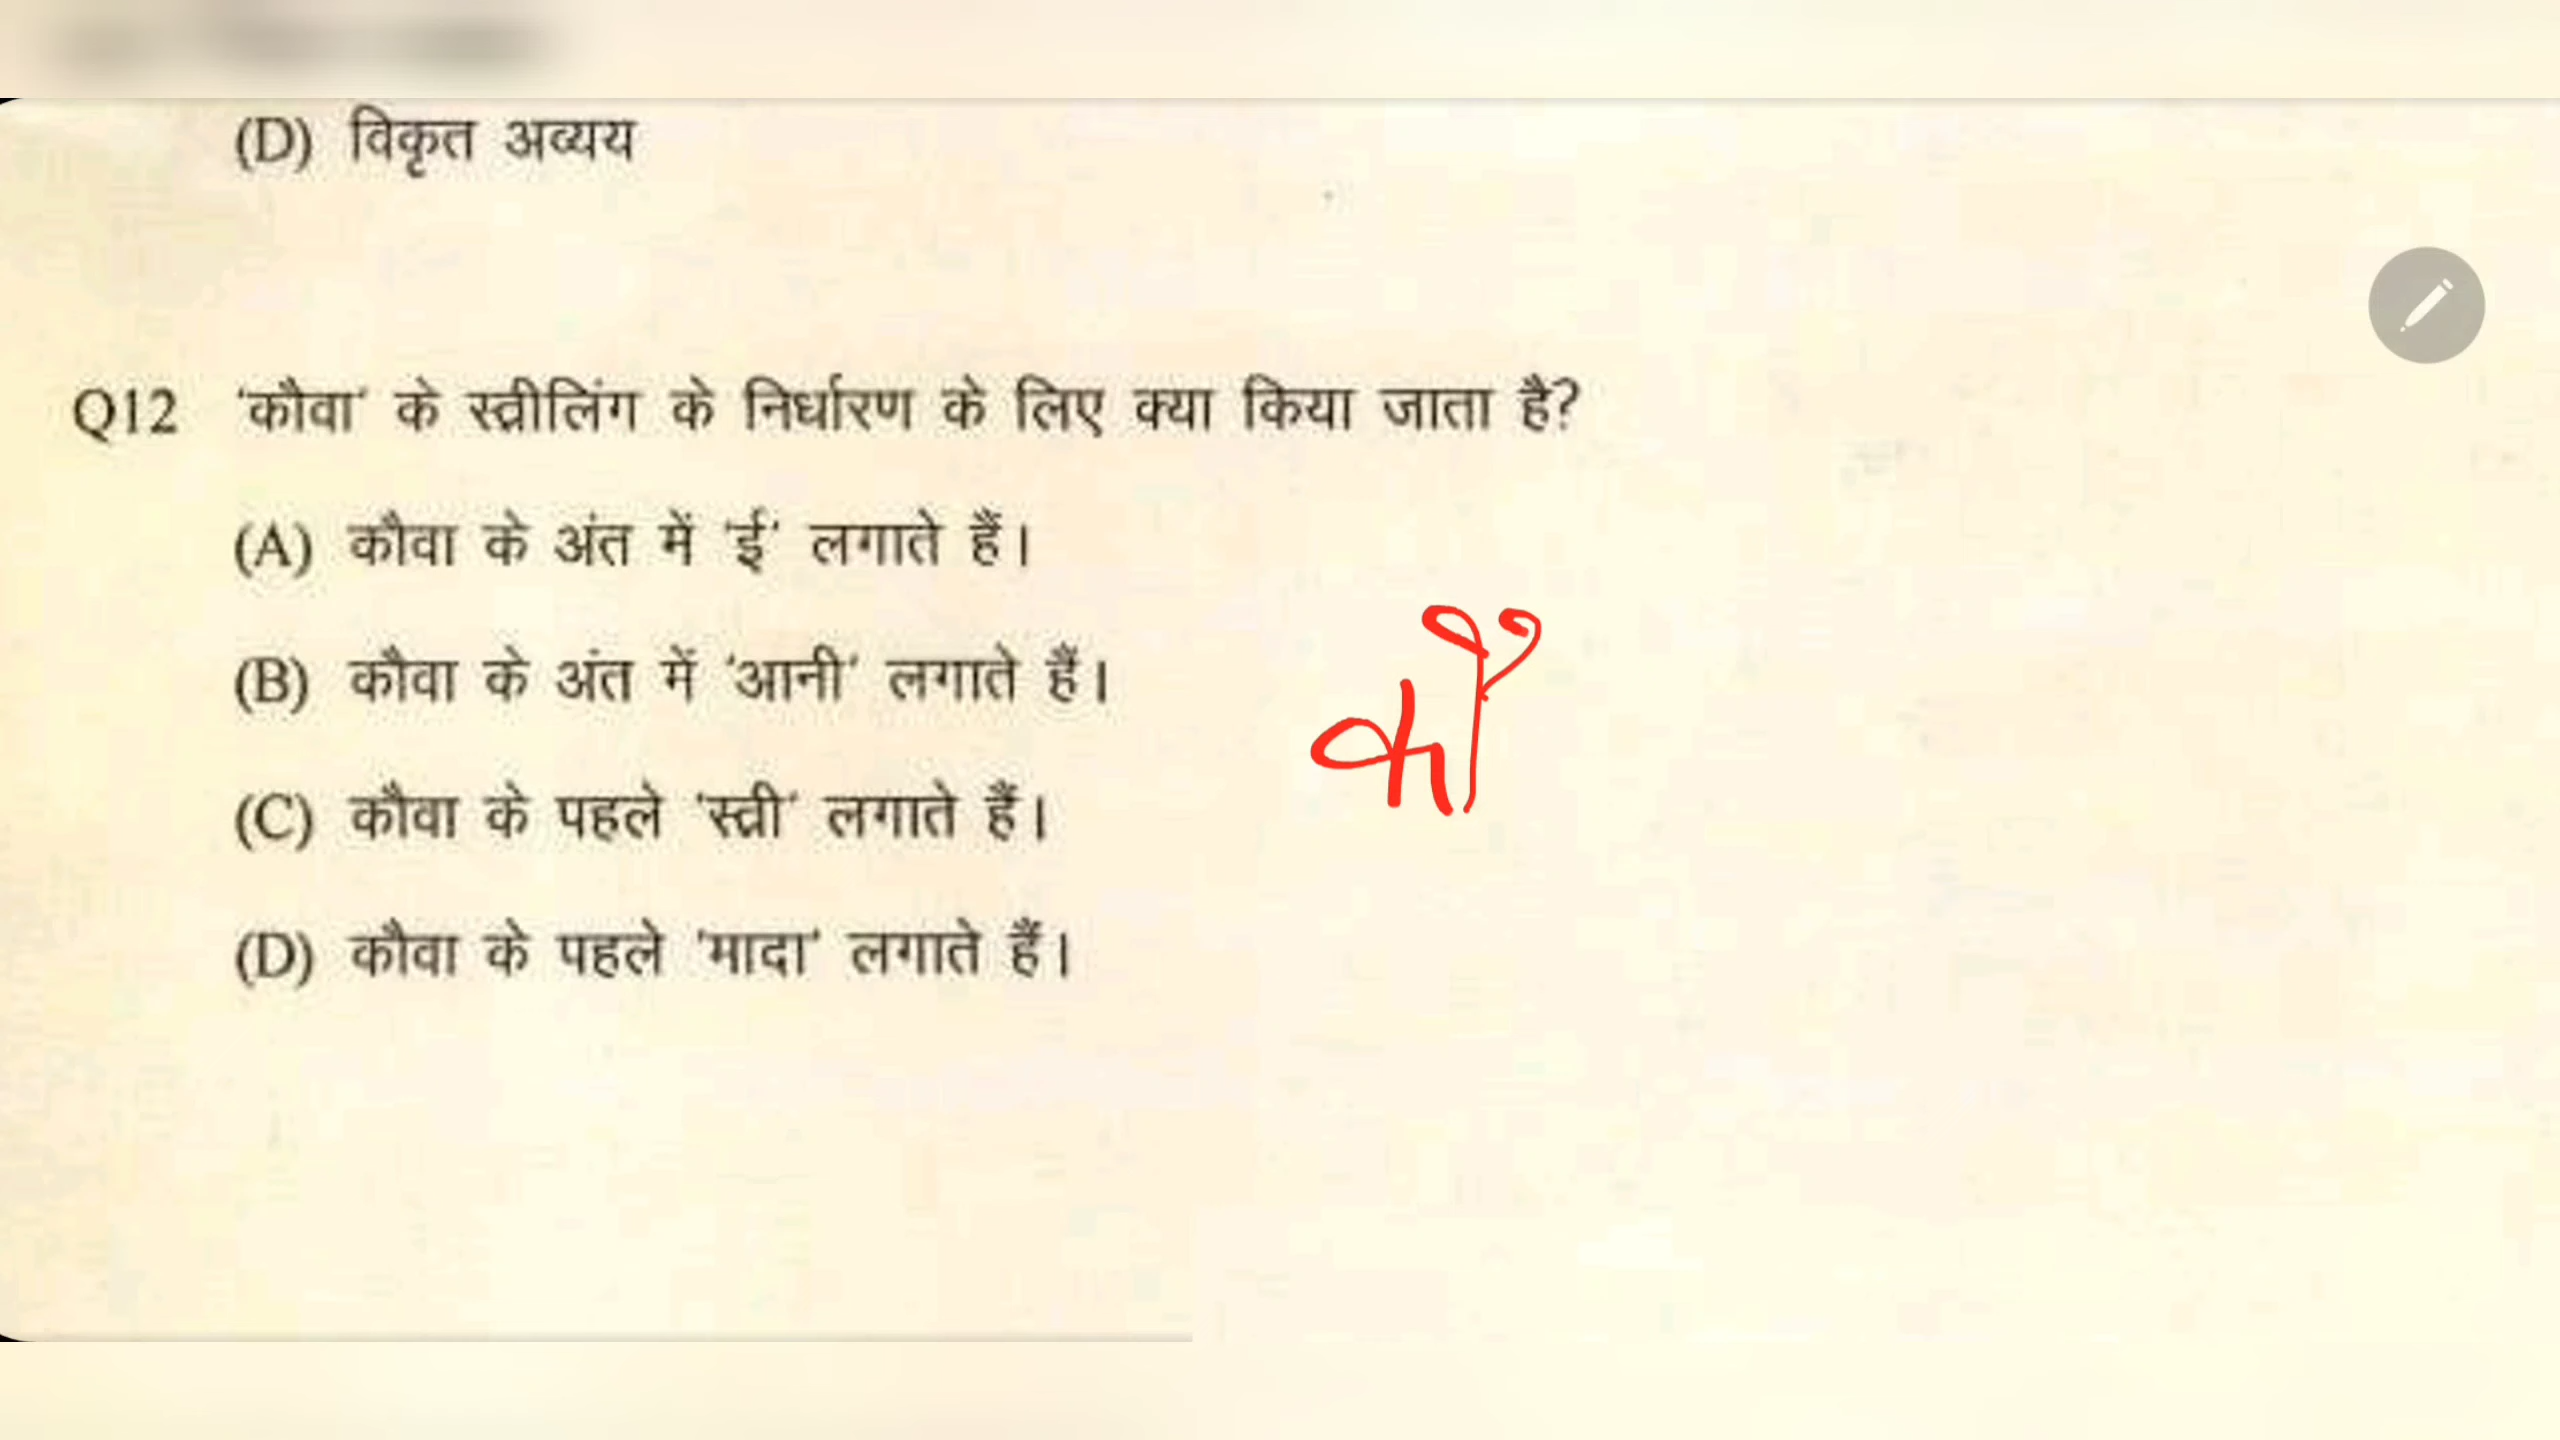 (D) विकृत अव्यय
Q12 'कौवा' के स्त्रीलिंग के निर्धारण के लिए क्या किया जाता है?
(A) कौवा के अंत में 'ई' लगाते हैं।
(B) कौवा के अंत में 'आनी' लगाते हैं।
कौ
(C) कौवा के पहले 'स्त्री' लगाते हैं।
(D) कौवा के पहले 'मादा' लगाते हैं।